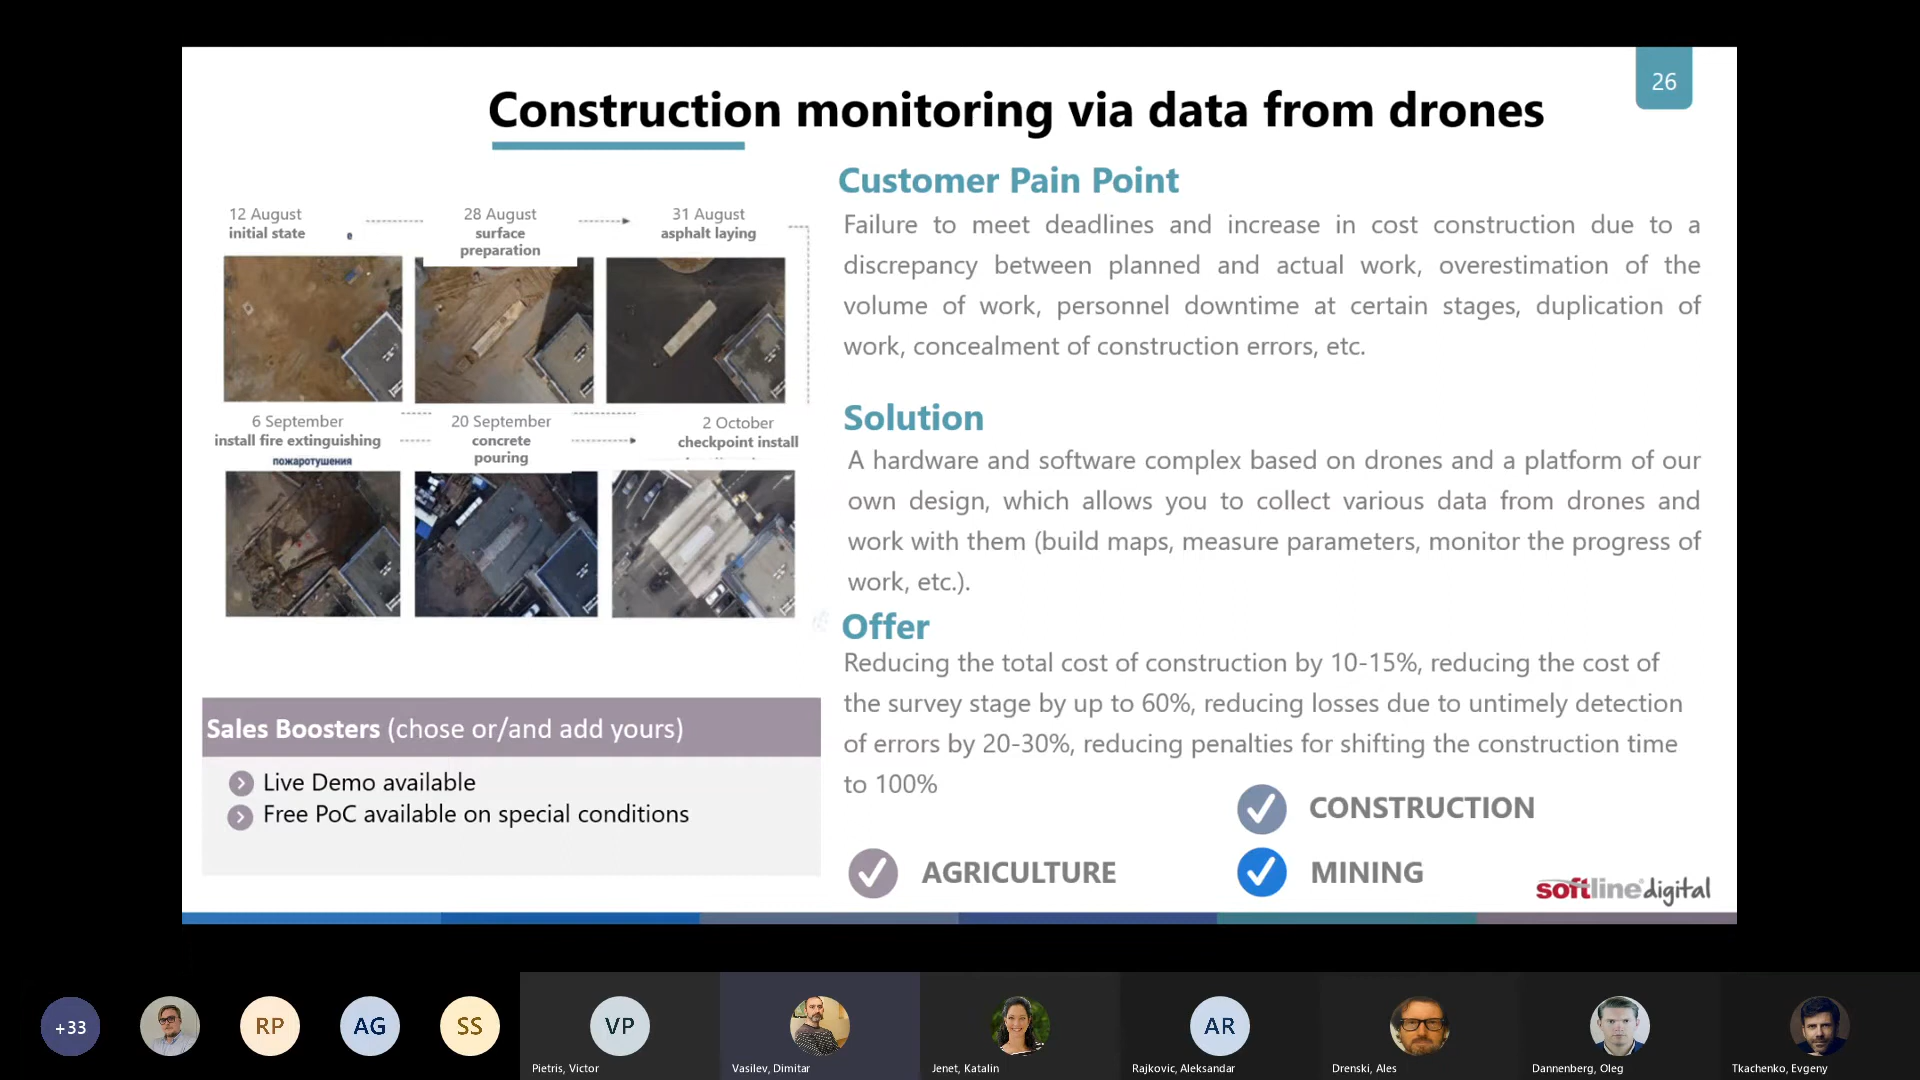 26
Construction monitoring via data from drones
12 August
initial state
е
28 August
surface
preparation
31 August
asphalt laying
6 September
install fire extinguishing
пожаротушения
20 September
concrete
pouring
2 October
checkpoint install
Customer Pain Point
Failure to meet deadlines and increase in cost construction due to a
discrepancy between planned and actual work, overestimation of the
volume of work, personnel downtime at certain stages, duplication of
work, concealment of construction errors, etc.
Solution
A hardware and software complex based on drones and a platform of our
own design, which allows you to collect various data from drones and
work with them (build maps, measure parameters, monitor the progress of
work, etc.).
Offer
Reducing the total cost of construction by 10-15%, reducing the cost of
the survey stage by up to 60%, reducing losses due to untimely detection
of errors by 20-30%, reducing penalties for shifting the construction time
to 100%
Sales Boosters (chose or/and add yours)
Live Demo available
Free PoC available on special conditions
CONSTRUCTION
AGRICULTURE
MINING
softline digital
+33
RP
AG
SS
VP
Pietris, Victor
Vasilev, Dimitar
Jenet, Katalin
AR
Rajkovic, Aleksandar
Drenski, Ales
Dannenberg, Oleg
Tkachenko, Evgeny